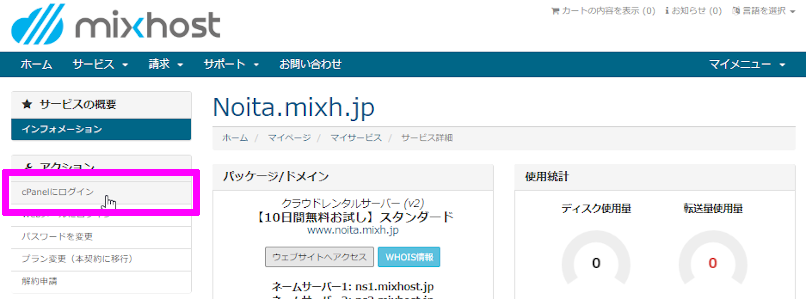 mixhost
カートの内容を表示 (0) お知らせ (0) 言語を選択
ホーム サービス 請求 サポート お問い合わせ マイメニュー
サービスの概要
インフォメーション
アクション
cPanelにログイン
パスワードを変更
プラン変更（本契約に移行）
解約申請
Noita.mixh.jp
ホーム / マイページ / マイサービス / サービス詳細
パッケージ/ドメイン
クラウドレンタルサーバー (v2)
【10日間無料お試し】スタンダード
www.noita.mixh.jp
ウェブサイトへアクセス WHOIS情報
ネームサーバー1: ns1.mixhost.jp
使用統計
ディスク使用量 転送量使用量
0 0